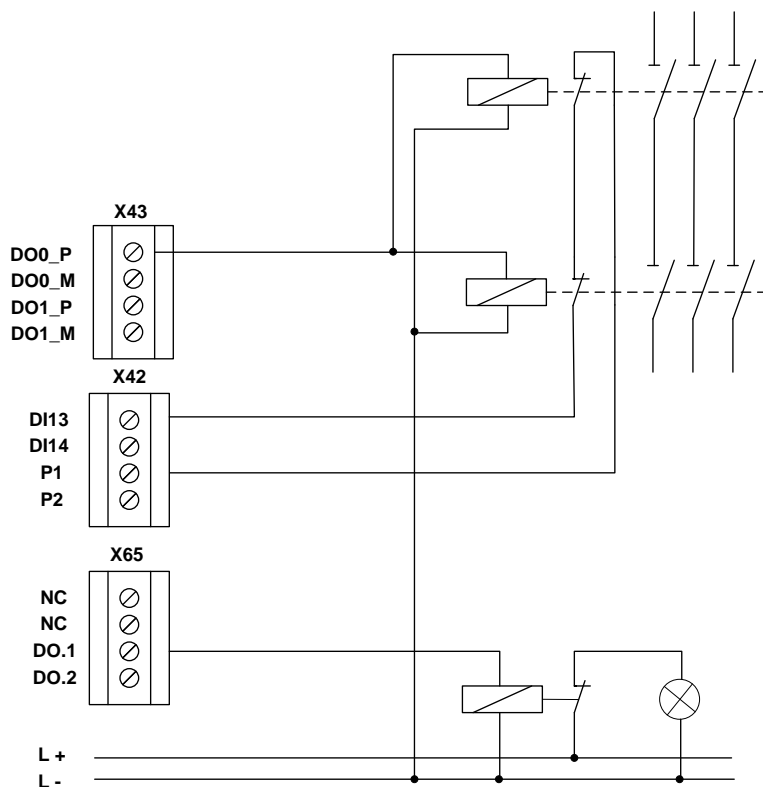 X43
DO0_P
DO0_M
DO1_P
DO1_M
X42
DI13
DI14
P1
P2
X65
NC
NC
DO.1
DO.2
L +
L -